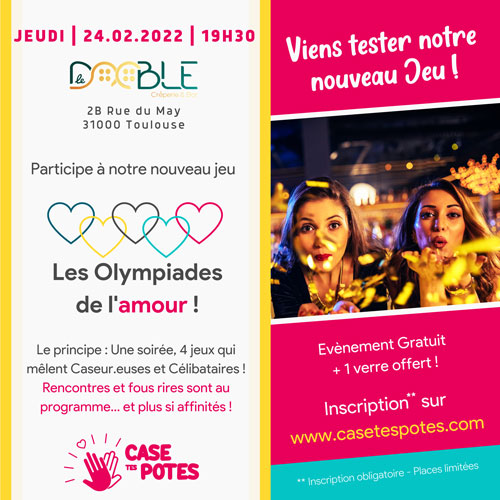 JEUDI | 24.02.2022 | 19H30
le DOOBLE
Crêperie & Bar
2B Rue du May
31000 Toulouse
Participe à notre nouveau jeu
Les Olympiades
de l'amour !
Le principe : Une soirée, 4 jeux qui
mêlent Caseur.euses et Célibataires !
Rencontres et fous rires sont au
programme... et plus si affinités !
CASE
TES
POTES
Viens tester notre
nouveau Jeu !
Evènement Gratuit
+ 1 verre offert !
Inscription** sur
www.casetespotes.com
** Inscription obligatoire - Places limitées